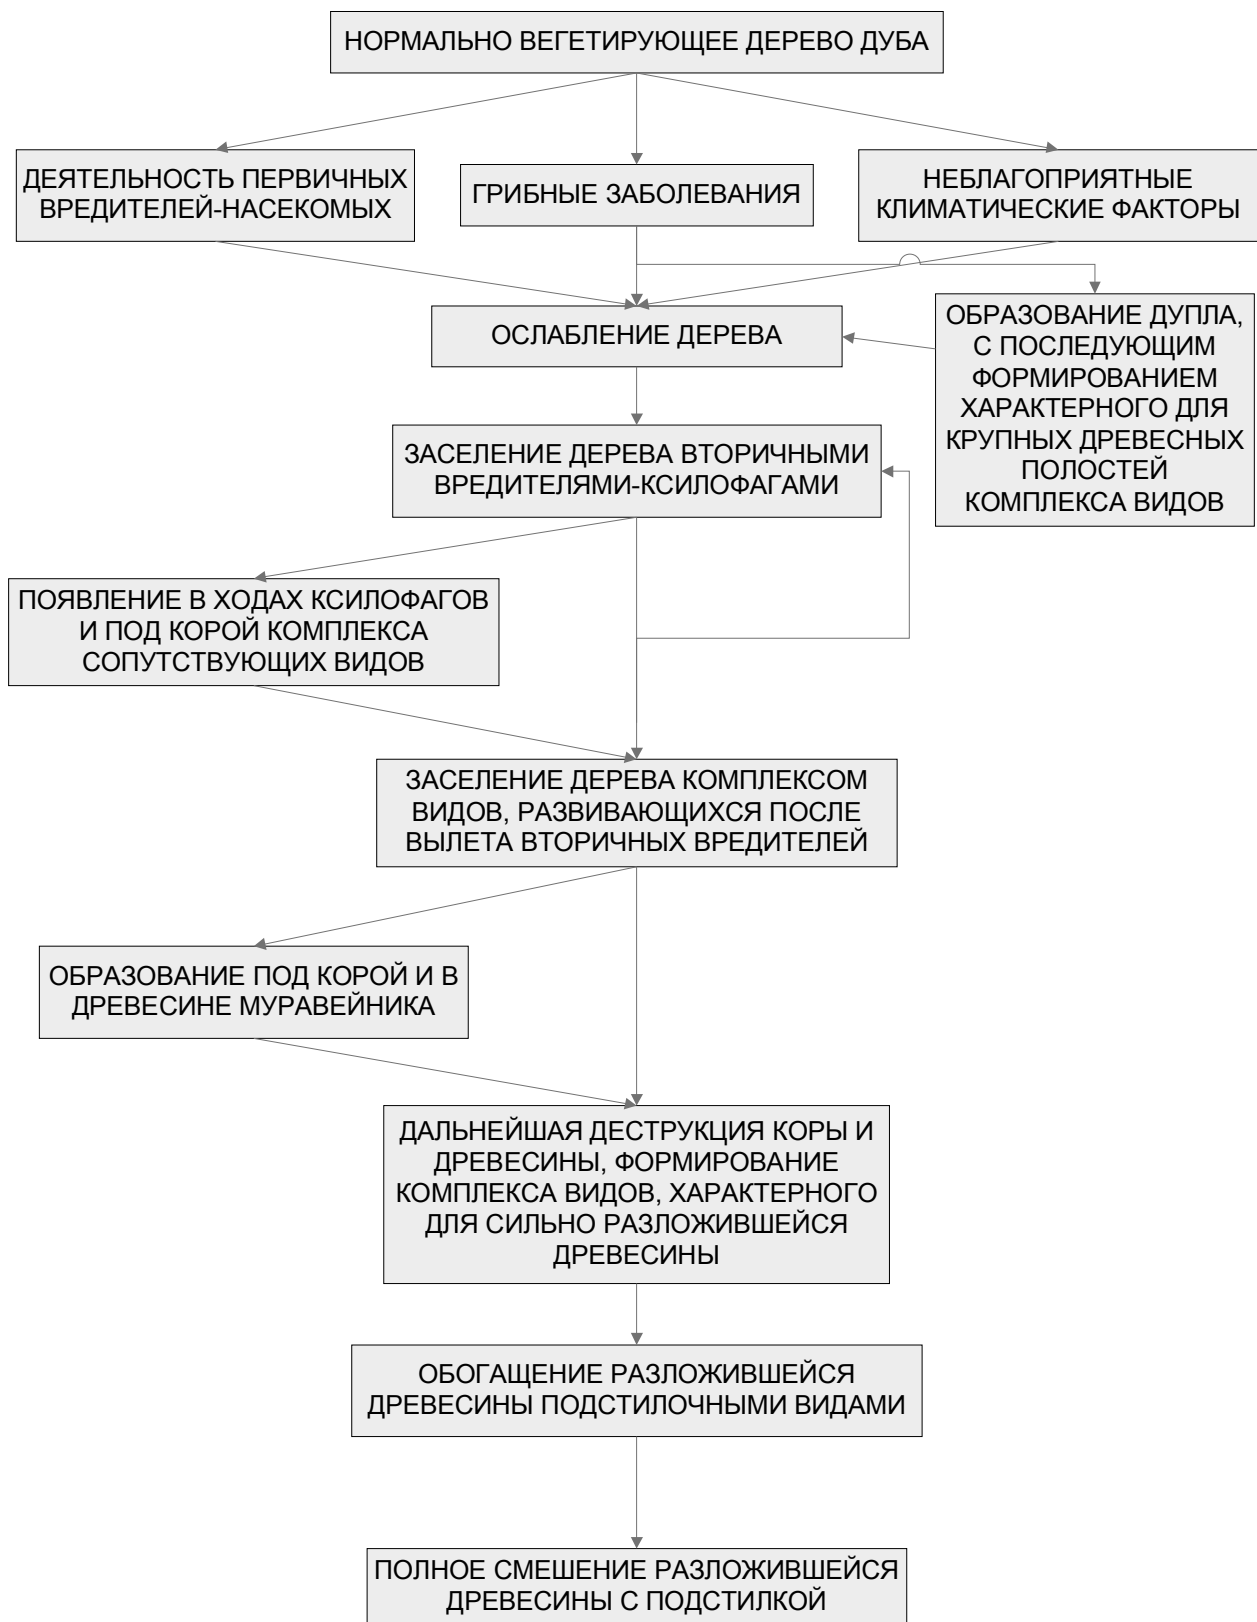 НОРМАЛЬНО ВЕГЕТИРУЮЩЕЕ ДЕРЕВО ДУБА
ДЕЯТЕЛЬНОСТЬ ПЕРВИЧНЫХ
ВРЕДИТЕЛЕЙ-НАСЕКОМЫХ
ГРИБНЫЕ ЗАБОЛЕВАНИЯ
НЕБЛАГОПРИЯТНЫЕ
КЛИМАТИЧЕСКИЕ ФАКТОРЫ
ОСЛАБЛЕНИЕ ДЕРЕВА
ОБРАЗОВАНИЕ ДУПЛА,
С ПОСЛЕДУЮЩИМ
ФОРМИРОВАНИЕМ
ХАРАКТЕРНОГО ДЛЯ
КРУПНЫХ ДРЕВЕСНЫХ
ПОЛОСТЕЙ
КОМПЛЕКСА ВИДОВ
ЗАСЕЛЕНИЕ ДЕРЕВА ВТОРИЧНЫМИ
ВРЕДИТЕЛЯМИ-КСИЛОФАГАМИ
ПОЯВЛЕНИЕ В ХОДАХ КСИЛОФАГОВ
И ПОД КОРОЙ КОМПЛЕКСА
СОПУТСТВУЮЩИХ ВИДОВ
ЗАСЕЛЕНИЕ ДЕРЕВА КОМПЛЕКСОМ
ВИДОВ, РАЗВИВАЮЩИХСЯ ПОСЛЕ
ВЫЛЕТА ВТОРИЧНЫХ ВРЕДИТЕЛЕЙ
ОБРАЗОВАНИЕ ПОД КОРОЙ И В
ДРЕВЕСИНЕ МУРАВЕЙНИКА
ДАЛЬНЕЙШАЯ ДЕСТРУКЦИЯ КОРЫ И
ДРЕВЕСИНЫ, ФОРМИРОВАНИЕ
КОМПЛЕКСА ВИДОВ, ХАРАКТЕРНОГО
ДЛЯ СИЛЬНО РАЗЛОЖИВШЕЙСЯ
ДРЕВЕСИНЫ
ОБОГАЩЕНИЕ РАЗЛОЖИВШЕЙСЯ
ДРЕВЕСИНЫ ПОДСТИЛОЧНЫМИ ВИДАМИ
ПОЛНОЕ СМЕШЕНИЕ РАЗЛОЖИВШЕЙСЯ
ДРЕВЕСИНЫ С ПОДСТИЛКОЙ